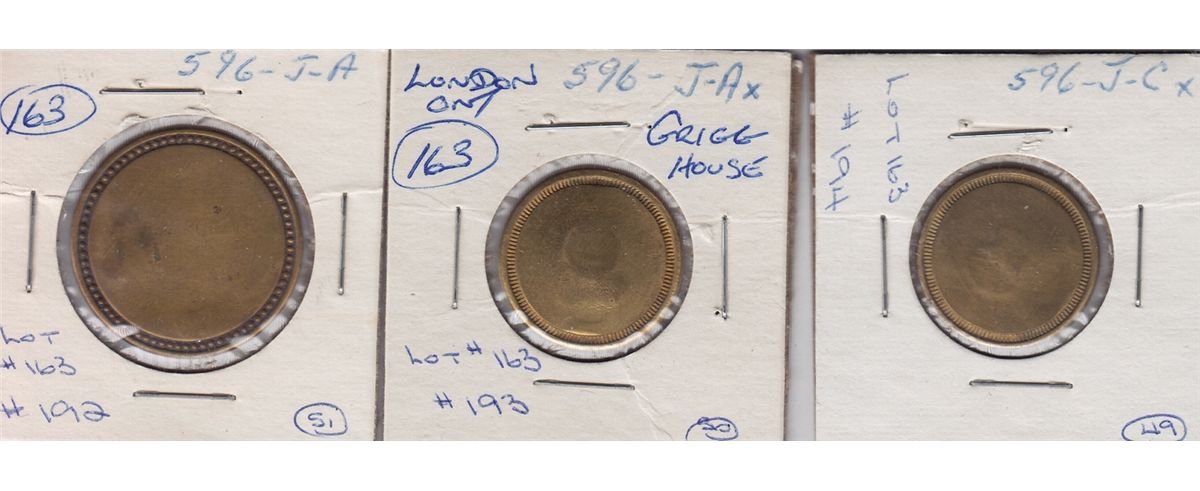 596-J-A
163
LOT
# 163
# 192
51
LONDON
ONT
596-J-Ax
163
GRIGG
HOUSE
LOT # 163
# 193
50
596-J-Cx
LOT 163
# 194
49